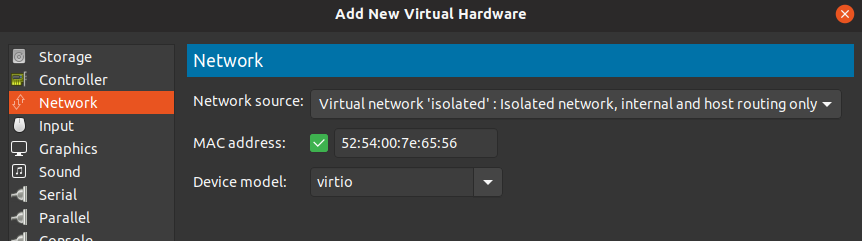 Add New Virtual Hardware
Storage
Controller
Network
Input
Graphics
Sound
Serial
Parallel
Console
Network
Network source: Virtual network 'isolated' : Isolated network, internal and host routing only
MAC address: 52:54:00:7e:65:56
Device model: virtio